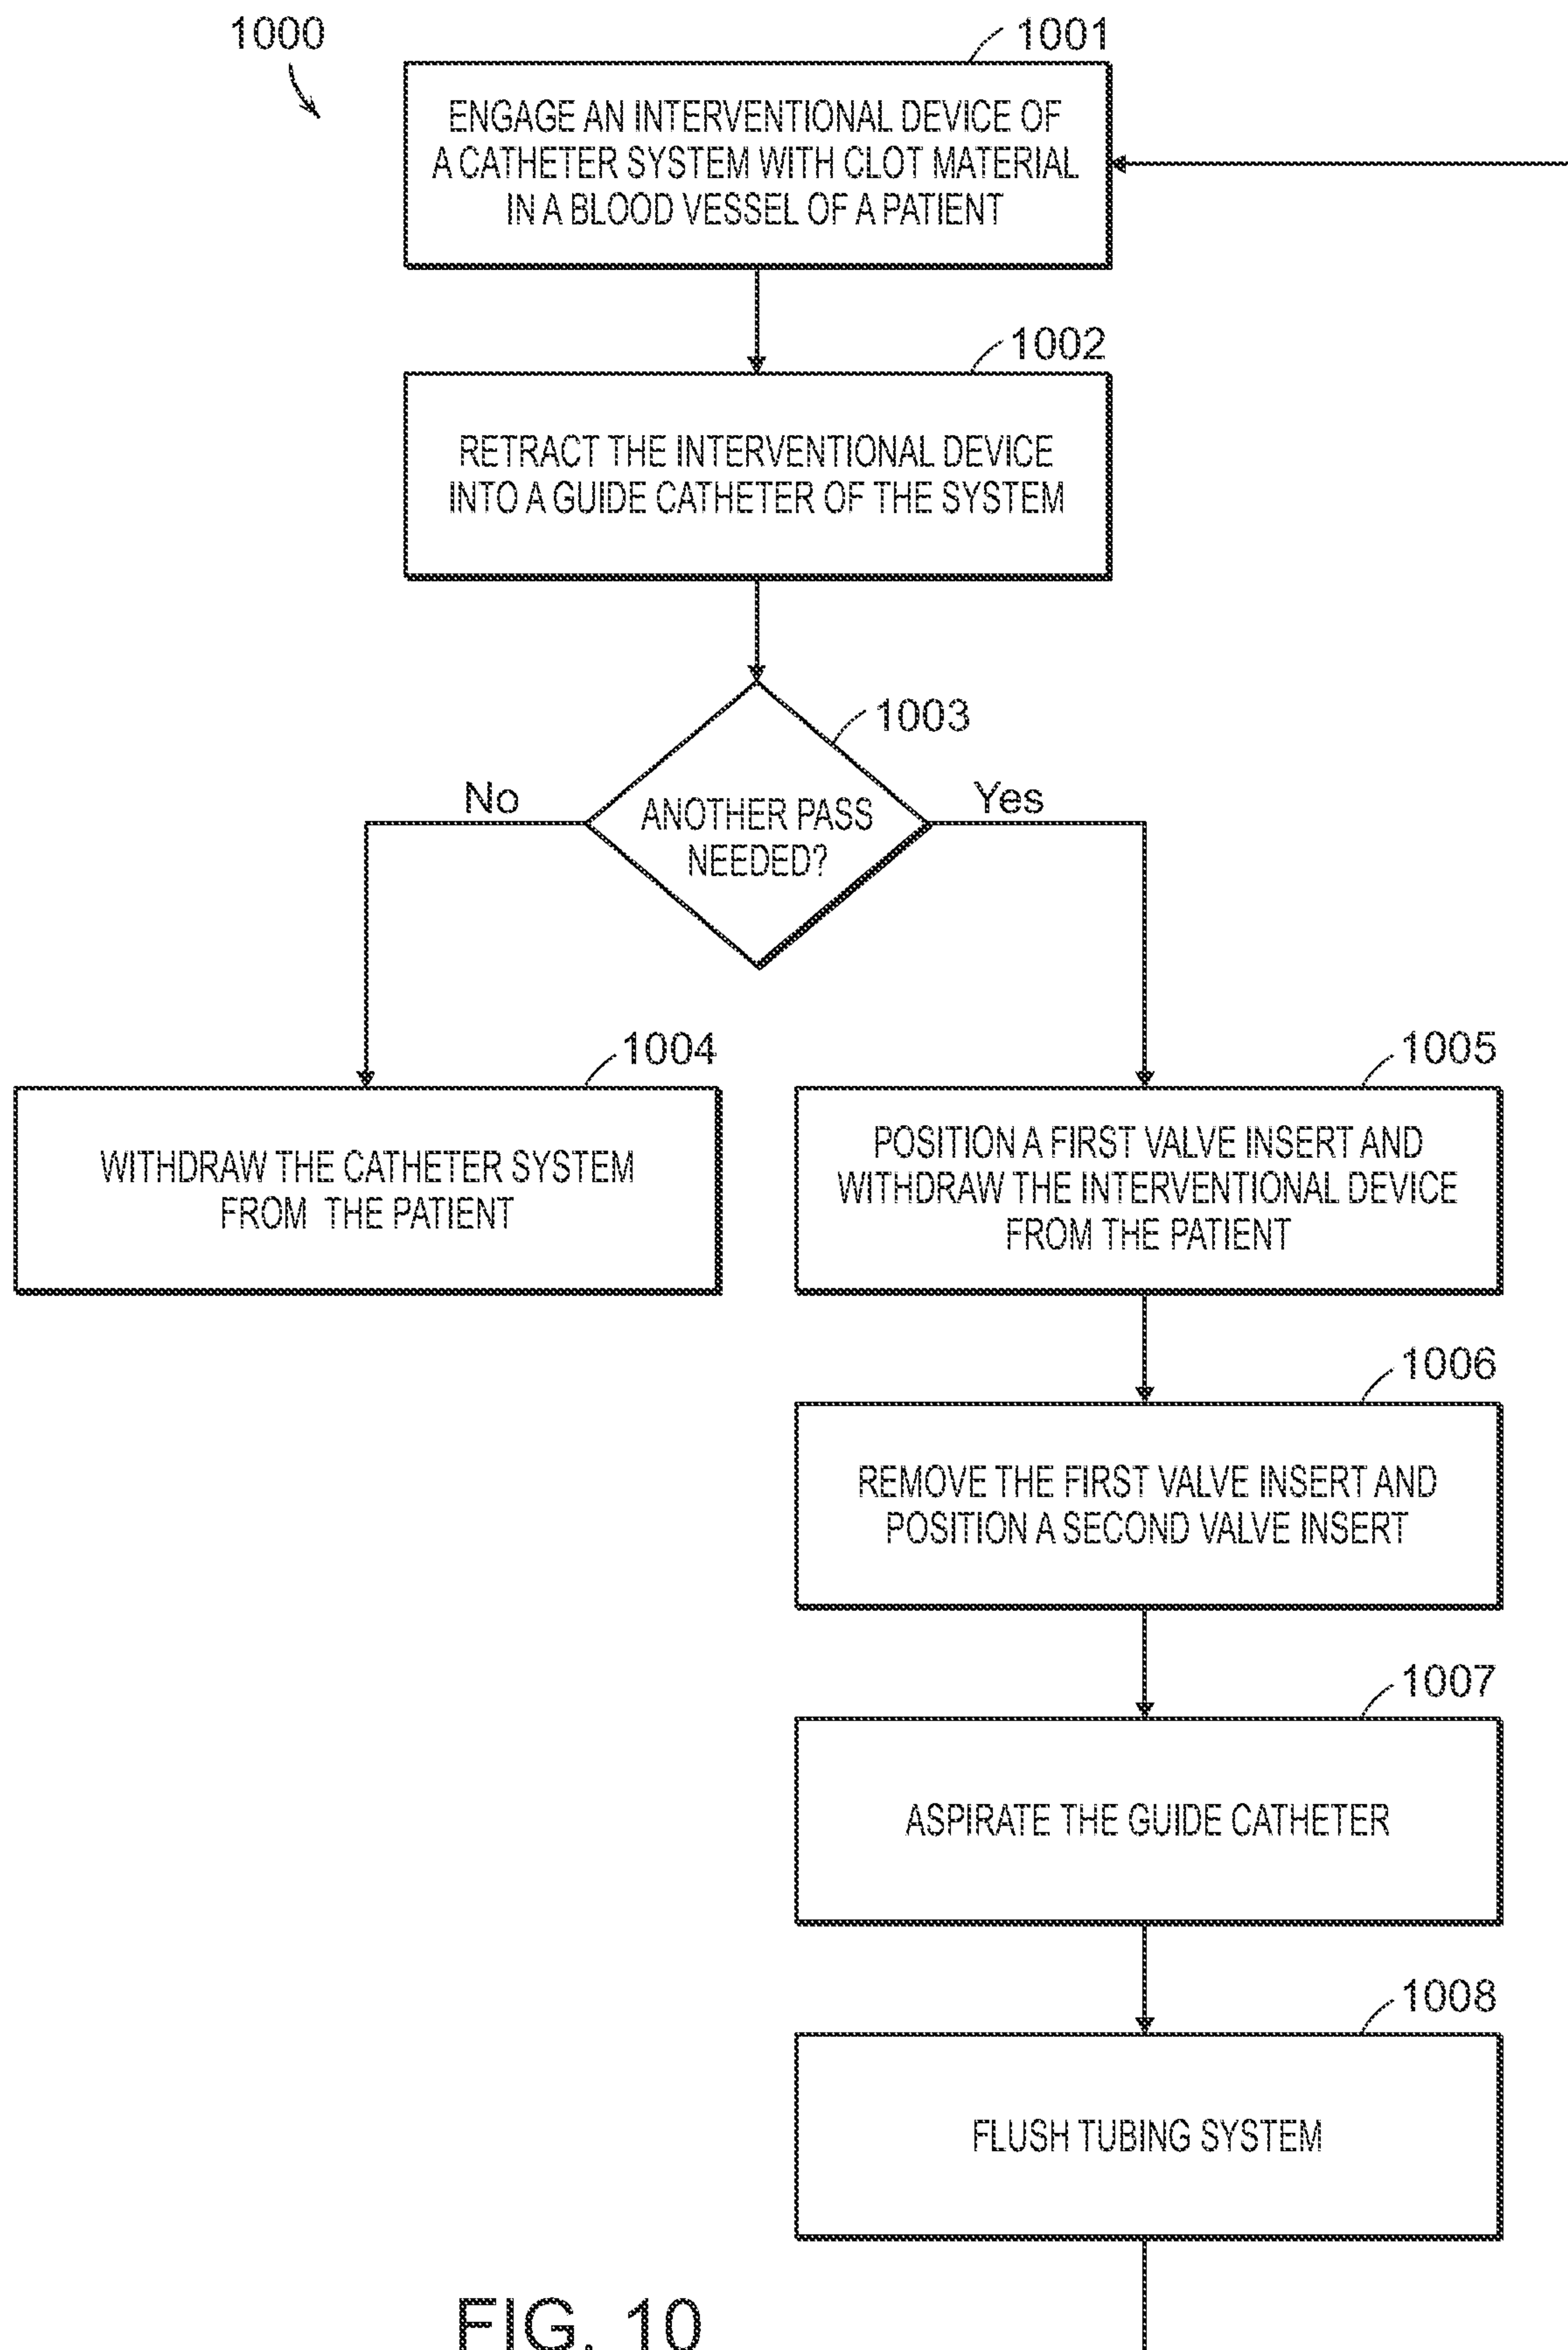 1000
1001
ENGAGE AN INTERVENTIONAL DEVICE OF
A CATHETER SYSTEM WITH CLOT MATERIAL
IN A BLOOD VESSEL OF A PATIENT
1002
RETRACT THE INTERVENTIONAL DEVICE
INTO A GUIDE CATHETER OF THE SYSTEM
1003
ANOTHER PASS
NEEDED?
No
Yes
1004
WITHDRAW THE CATHETER SYSTEM
FROM THE PATIENT
1005
POSITION A FIRST VALVE INSERT AND
WITHDRAW THE INTERVENTIONAL DEVICE
FROM THE PATIENT
1006
REMOVE THE FIRST VALVE INSERT AND
POSITION A SECOND VALVE INSERT
1007
ASPIRATE THE GUIDE CATHETER
1008
FLUSH TUBING SYSTEM
FIG. 10